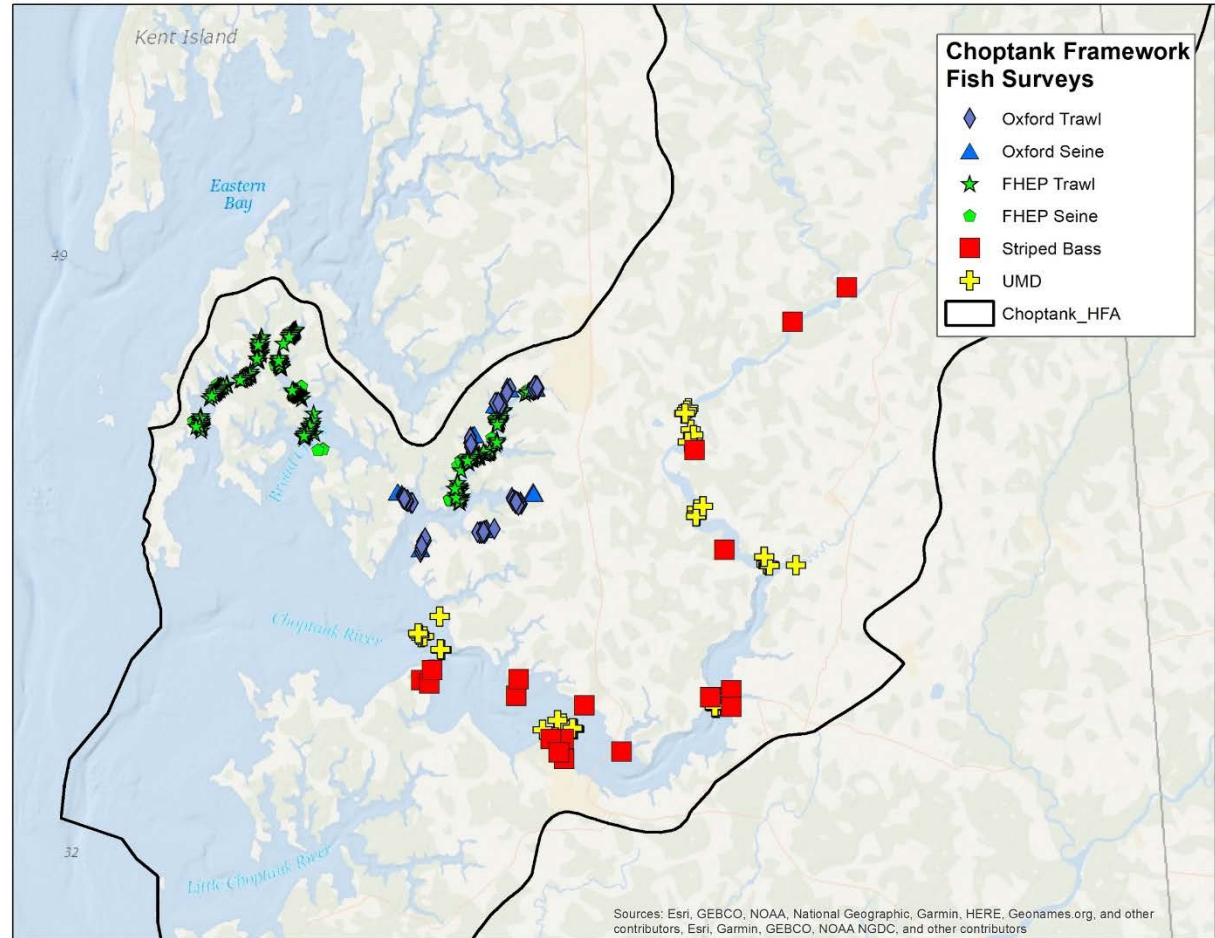 Kent Island
Choptank Framework
Fish Surveys
Oxford Trawl
Oxford Seine
FHEP Trawl
FHEP Seine
Striped Bass
UMD
Choptank_HFA
Eastern
Bay
49
Broad
Choptank River
32
Little Choptank River
Sources: Esri, GEBCO, NOAA, National Geographic, Garmin, HERE, Geonames.org, and other
contributors, Esri, Garmin, GEBCO, NOAA NGDC, and other contributors